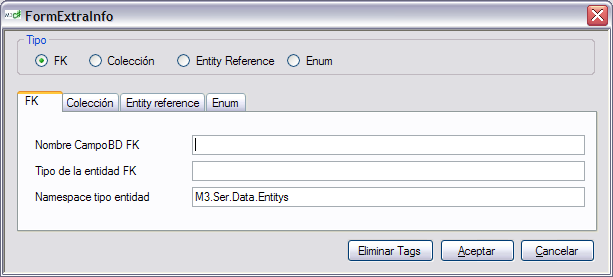 M3 FormExtraInfo
Tipo
FK Colección Entity Reference Enum
FK Colección Entity reference Enum
Nombre CampoBD FK
Tipo de la entidad FK
Namespace tipo entidad M3.Ser.Data.Entitys
Eliminar Tags Aceptar Cancelar